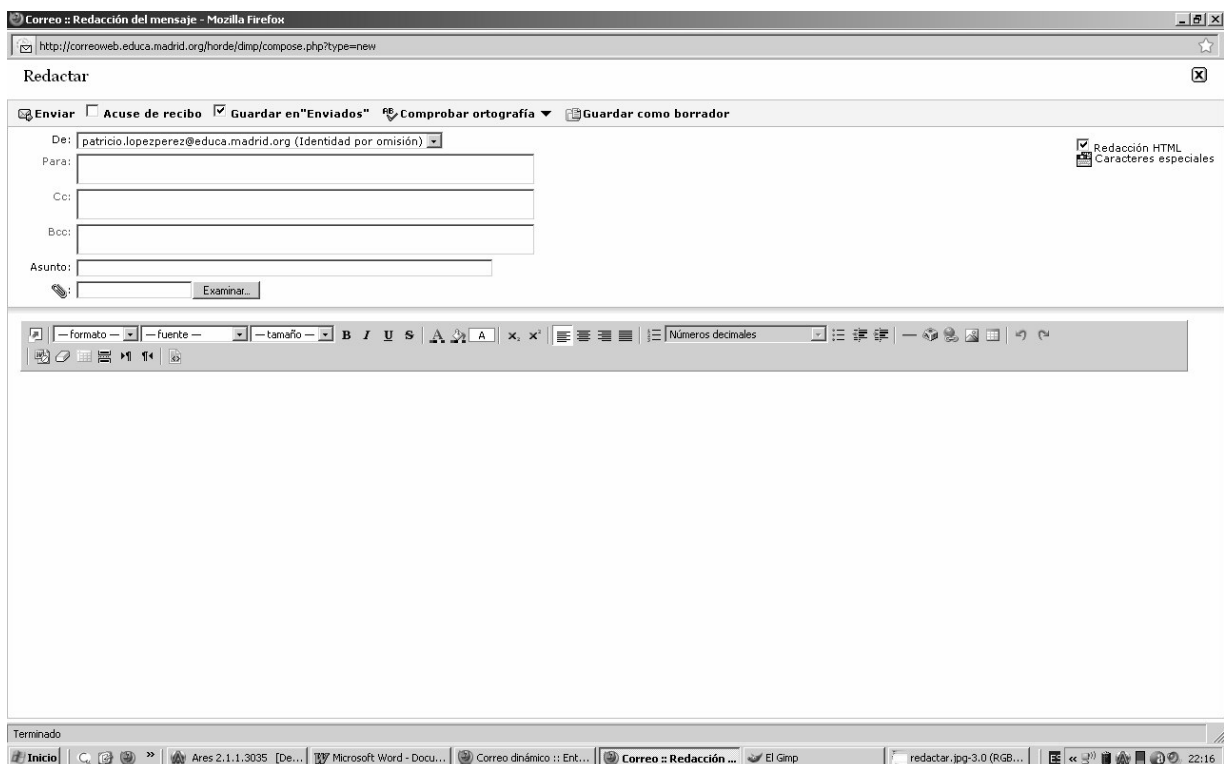 Correo :: Redacción del mensaje - Mozilla Firefox
http://correoweb.educa.madrid.org/horde/dimp/compose.php?type=new
Redactar
Enviar Acuse de recibo Guardar en"Enviados" Comprobar ortografía Guardar como borrador
De: patricio.lopezperez@educa.madrid.org (Identidad por omisión)
Redacción HTML
Para:
Caracteres especiales
Cc:
Bcc:
Asunto:
: Examinar...
— formato — — fuente — — tamaño — B I U S A A x, x² Números decimales
Terminado
Inicio » Ares 2.1.1.3035 [De... Microsoft Word - Docu... Correo dinámico :: Ent... Correo :: Redacción ... El Gimp redactar.jpg-3.0 (RGB... « 22:16